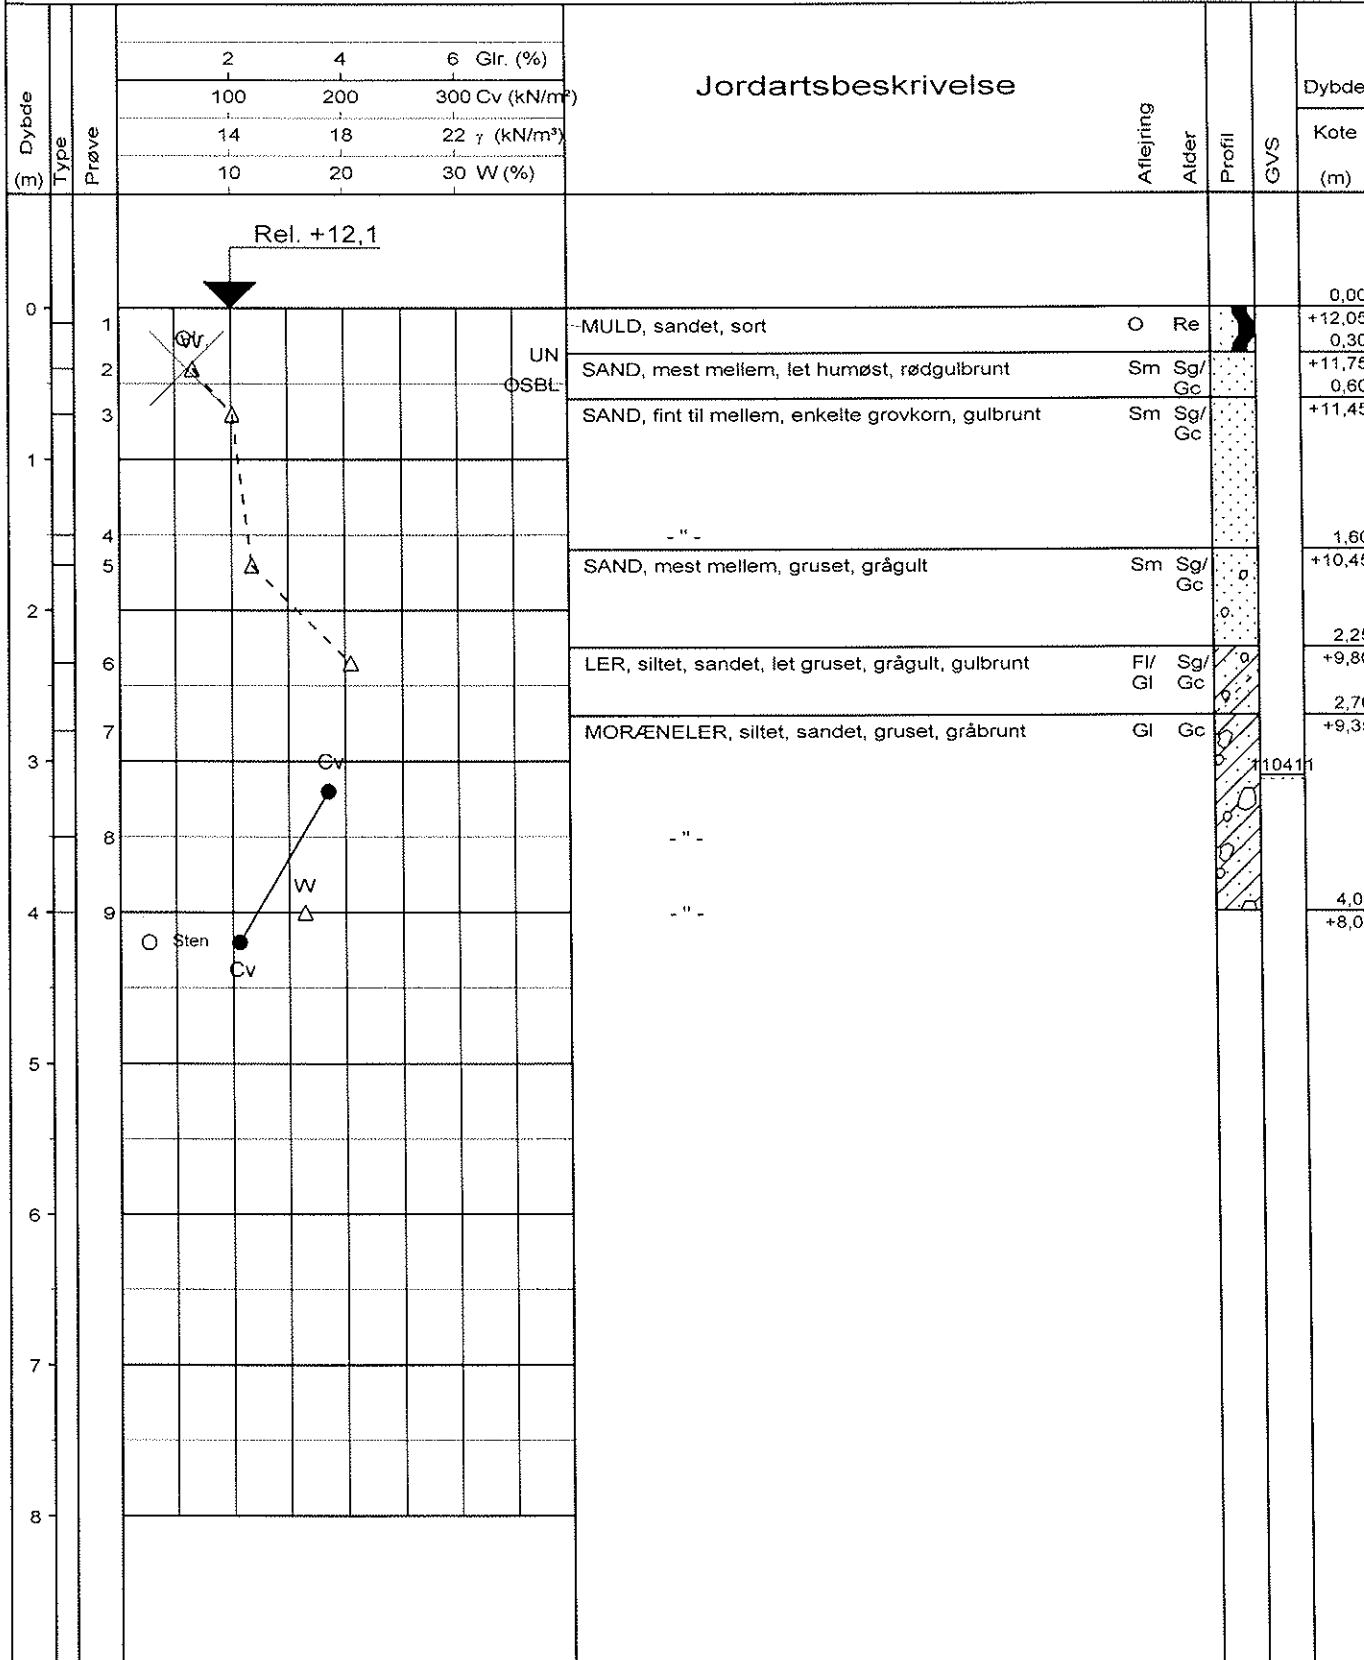 2 4 6 Glr. (%)
100 200 300 Cv (kN/m²)
14 18 22 γ (kN/m³)
10 20 30 W (%)
Dybde (m)
Type
Prøve
Jordartsbeskrivelse
Aflejring
Alder
Profil
GVS
Dybde
Kote
(m)
Rel. +12,1
0,00
0
1 MULD, sandet, sort O Re +12,05
0,30
UN
2 SAND, mest mellem, let humøst, rødgulbrunt Sm Sg/ Gc +11,75
OSBL
0,60
3 SAND, fint til mellem, enkelte grovkorn, gulbrunt Sm Sg/ Gc +11,45
1
4 - " - 1,60
5 SAND, mest mellem, gruset, grågult Sm Sg/ Gc +10,45
2
2,25
6 LER, siltet, sandet, let gruset, grågult, gulbrunt Fl/ Gl Sg/ Gc +9,80
2,70
7 MORÆNELER, siltet, sandet, gruset, gråbrunt Gl Gc
3 Cv 110411
8 - " -
W
4 9 - " - 4,0
Sten +8,0
Cv
5
6
7
8